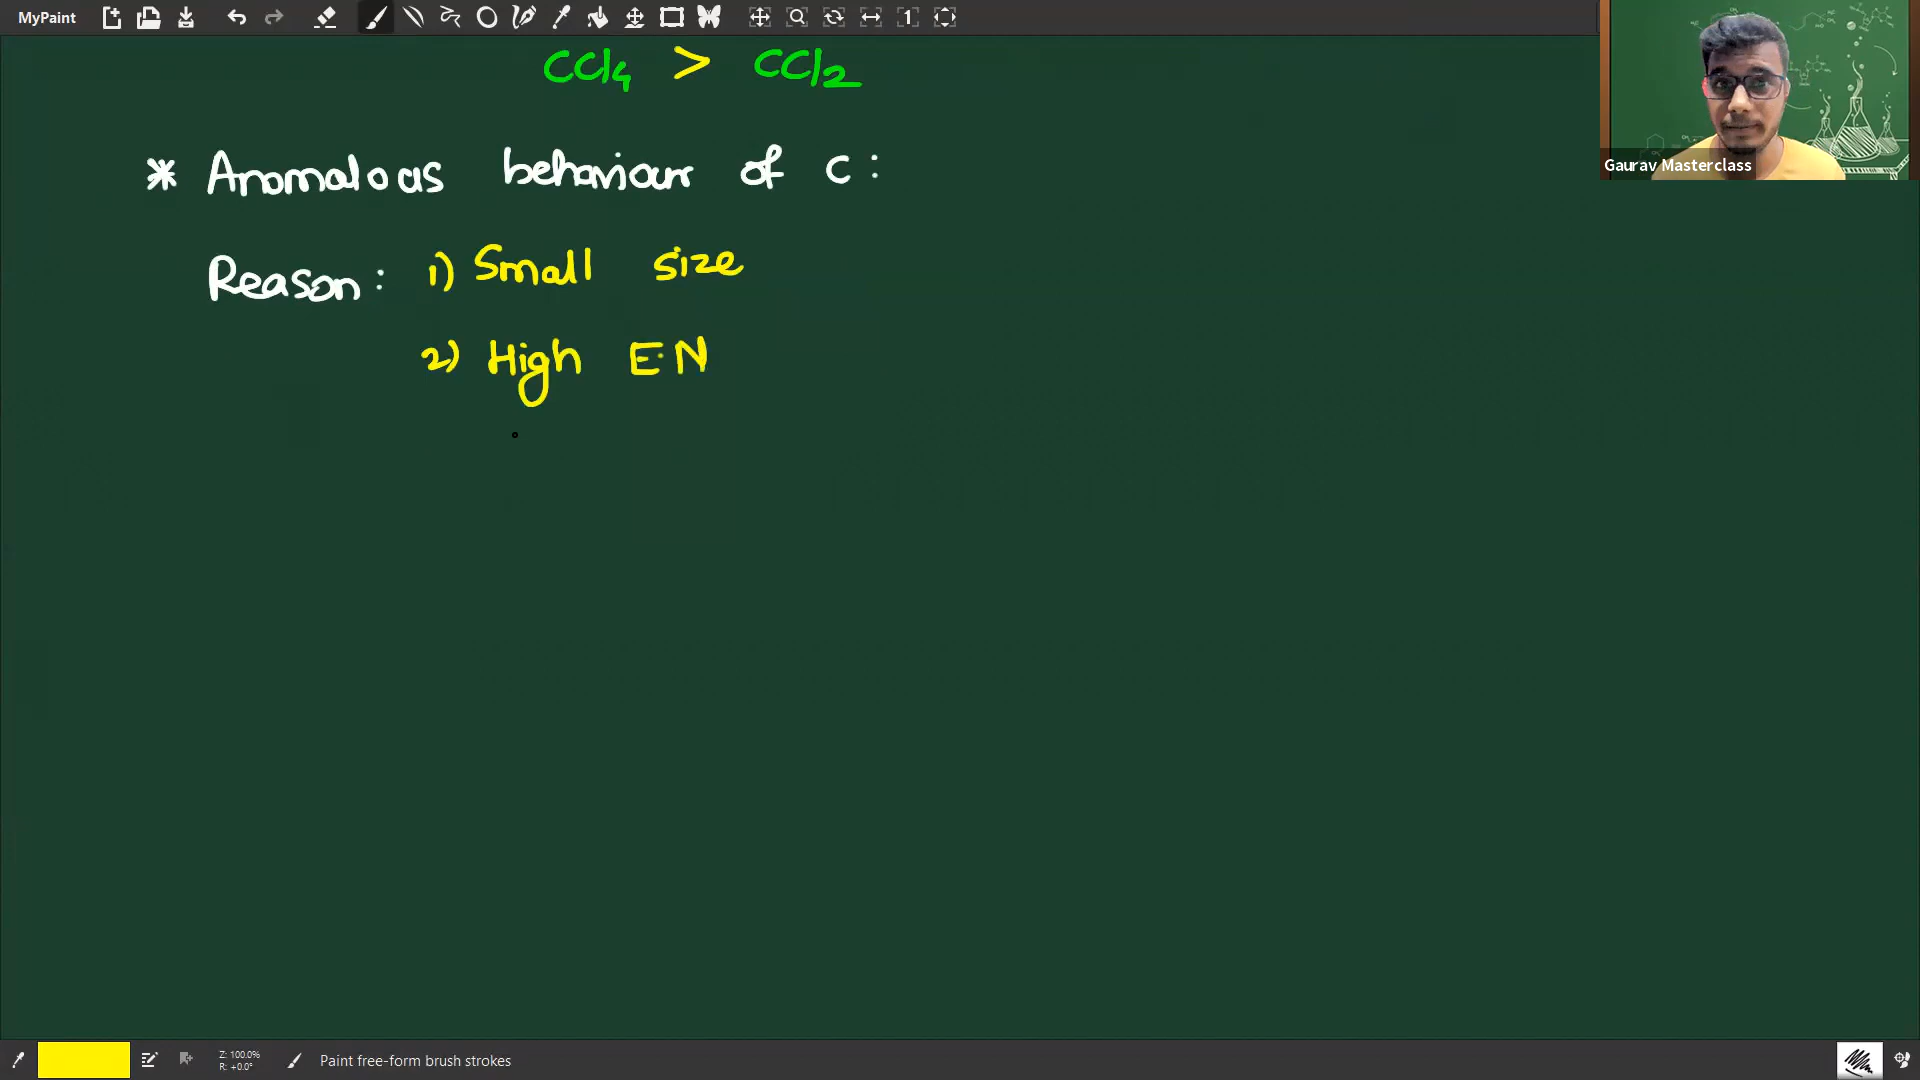 MyPaint
CCl4 > CCl2
Gaurav Masterclass
* Anomalous behaviour of C:
Reason: 1) Small size
2) High E.N
Z: 100.0%
R: +0.0°
Paint free-form brush strokes